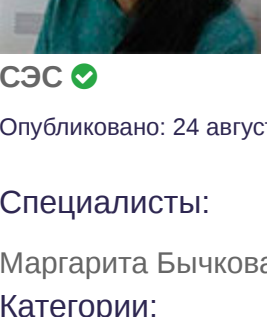 СЭС
Опубликовано: 24 август
Специалисты:
Маргарита Бычкова
Категории: